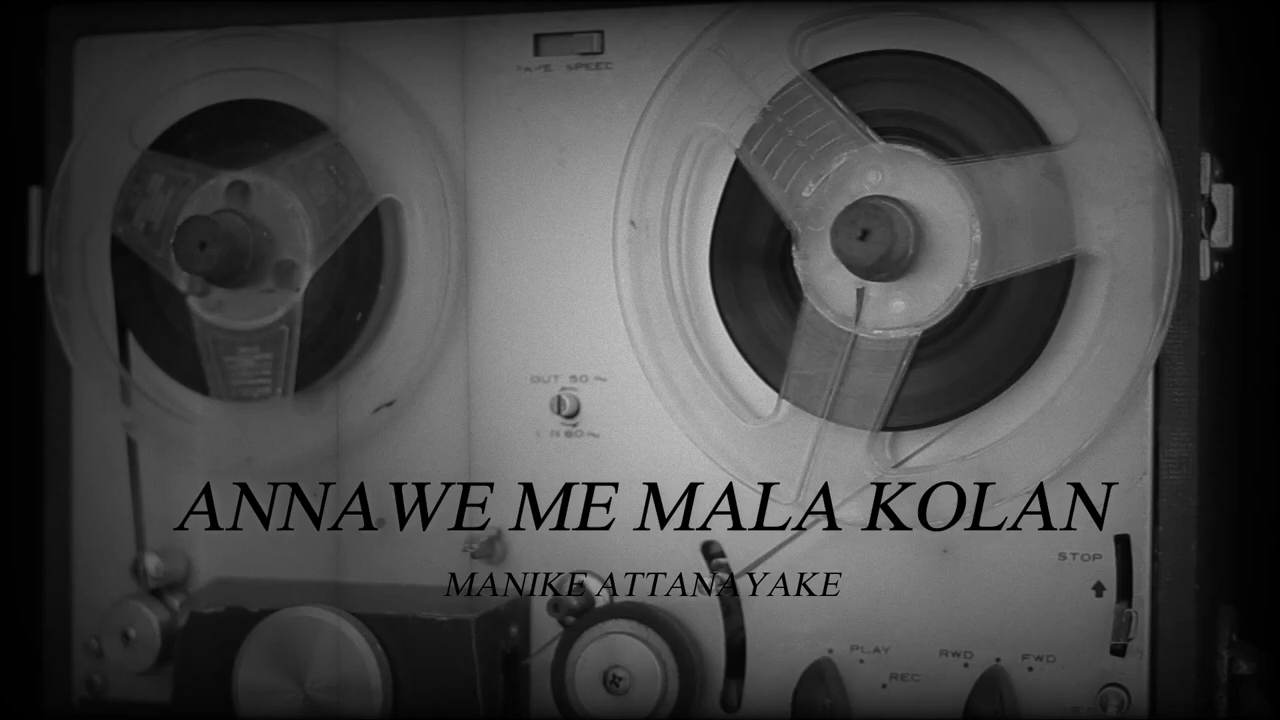 TAPE SPEED
OUT 50~
IN 60~
ANNAWE ME MALA KOLAN
STOP
MANIKE ATTANAYAKE
PLAY
RWD
FWD
REC